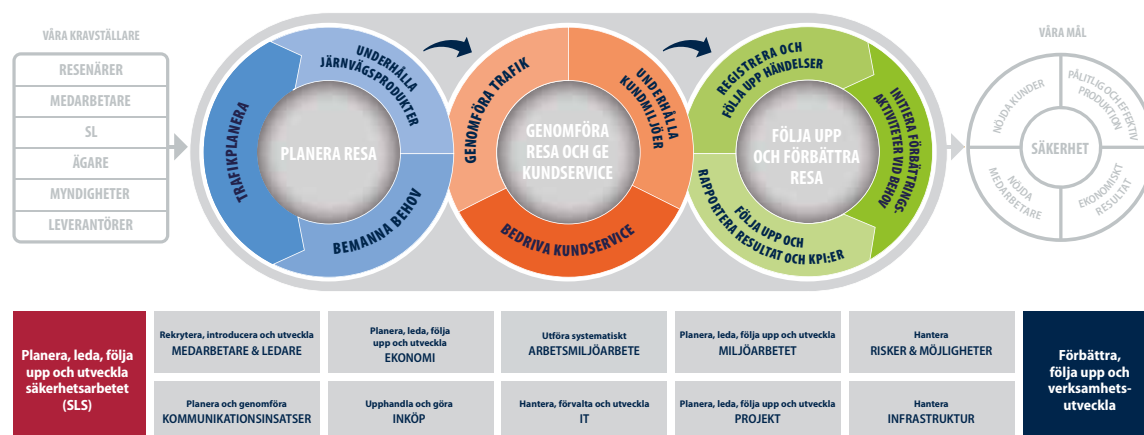 VÅRA KRAVSTÄLLARE
RESENÄRER
MEDARBETARE
SL
ÄGARE
MYNDIGHETER
LEVERANTÖRER
TRAFIKPLANERA
UNDERHÅLLA
JÄRNVÄGSPRODUKTER
BEMANNA BEHOV
PLANERA RESA
GENOMFÖRA TRAFIK
UNDERHÅLLA
KUNDMILJÖER
BEDRIVA KUNDSERVICE
GENOMFÖRA
RESA OCH GE
KUNDSERVICE
REGISTRERA OCH
FÖLJA UPP HÄNDELSER
INITIERA FÖRBÄTTRINGS-
AKTIVITETER VID BEHOV
FÖLJA UPP OCH
RAPPORTERA RESULTAT OCH KPI:ER
FÖLJA UPP
OCH FÖRBÄTTRA
RESA
VÅRA MÅL
NÖJDA KUNDER
PÅLITLIG OCH EFFEKTIV
PRODUKTION
SÄKERHET
NÖJDA
MEDARBETARE
EKONOMISKT
RESULTAT
Planera, leda, följa
upp och utveckla
säkerhetsarbetet
(SLS)
Rekrytera, introducera och utveckla
MEDARBETARE & LEDARE
Planera, leda, följa
upp och utveckla
EKONOMI
Utföra systematiskt
ARBETSMILJÖARBETE
Planera, leda, följa upp och utveckla
MILJÖARBETET
Hantera
RISKER & MÖJLIGHETER
Planera och genomföra
KOMMUNIKATIONSINSATSER
Upphandla och göra
INKÖP
Hantera, förvalta och utveckla
IT
Planera, leda, följa upp och utveckla
PROJEKT
Hantera
INFRASTRUKTUR
Förbättra,
följa upp och
verksamhets-
utveckla